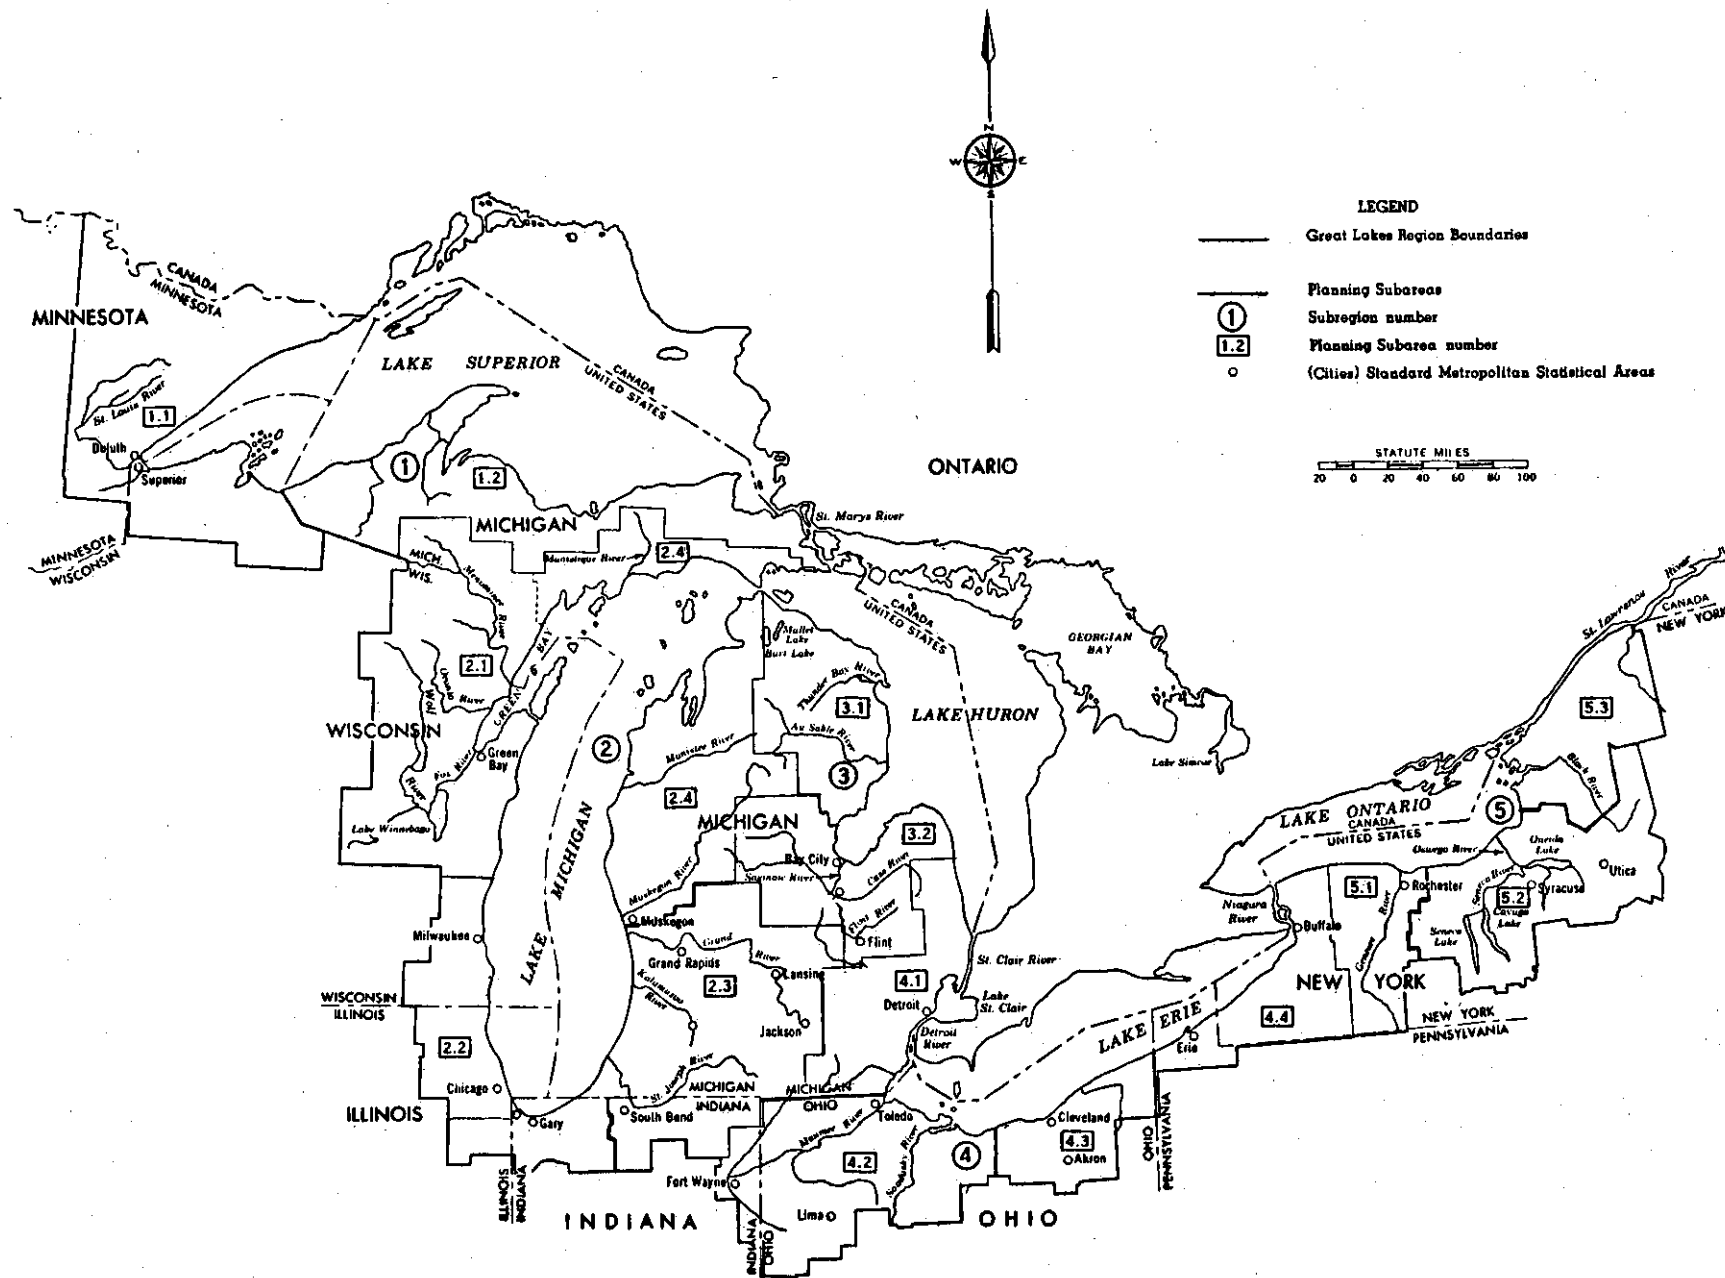 N
W E
S
LEGEND
Great Lakes Region Boundaries
Planning Subareas
1 Subregion number
1.2 Planning Subarea number
(Cities) Standard Metropolitan Statistical Areas
STATUTE MILES
20 0 20 40 60 80 100
CANADA
MINNESOTA
MINNESOTA
LAKE SUPERIOR
CANADA
UNITED STATES
St. Louis River
1.1
Duluth
Superior
1
1.2
ONTARIO
MICHIGAN
St. Marys River
MINNESOTA
WISCONSIN
MICH.
WIS.
Menominee
River
Manistique River
2.4
CANADA
UNITED STATES
GEORGIAN
BAY
St. Lawrence
River
CANADA
NEW YORK
Mullet
Lake
Burt Lake
2.1
Oconto
River
Wolf
River
GREEN BAY
Thunder Bay River
3.1
LAKE HURON
5.3
WISCONSIN
Au Sable River
2
Green
Bay
Fox River
Manistee River
3
Lake Simcoe
Black River
2.4
LAKE
MICHIGAN
MICHIGAN
3.2
LAKE ONTARIO
CANADA
UNITED STATES
5
Lake Winnebago
Bay City
Saginaw River
Cass River
Oswego River
Oneida
Lake
Utica
Muskegon River
Flint River
5.1
Rochester
Seneca River
5.2
Syracuse
Cayuga
Lake
Seneca
Lake
Niagara
River
Genesee
River
Buffalo
Muskegon
Milwaukee
Grand Rapids
Grand
River
Flint
Lansing
St. Clair River
4.1
Kalamazoo
River
2.3
Detroit
Lake
St. Clair
NEW YORK
WISCONSIN
ILLINOIS
Jackson
Detroit
River
LAKE ERIE
4.4
NEW YORK
PENNSYLVANIA
2.2
Erie
Chicago
St. Joseph River
MICHIGAN
INDIANA
MICHIGAN
OHIO
ILLINOIS
Gary
South Bend
Toledo
Maumee River
Cleveland
4.3
Akron
OHIO
PENNSYLVANIA
4.2
Sandusky River
4
Fort Wayne
ILLINOIS
INDIANA
Lima
INDIANA
OHIO
INDIANA
OHIO